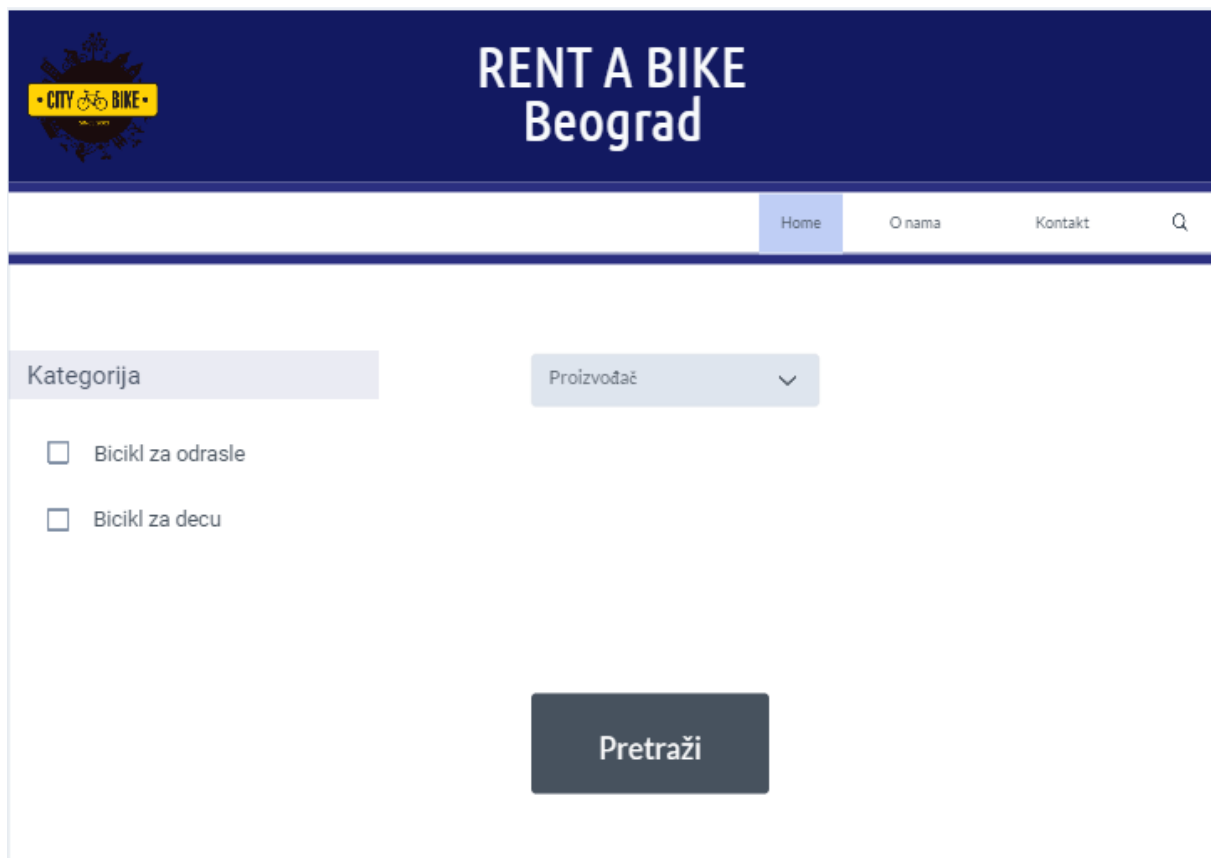 • CITY BIKE •
RENT A BIKE
Beograd
Home
O nama
Kontakt
Kategorija
Proizvođač
Bicikl za odrasle
Bicikl za decu
Pretraži